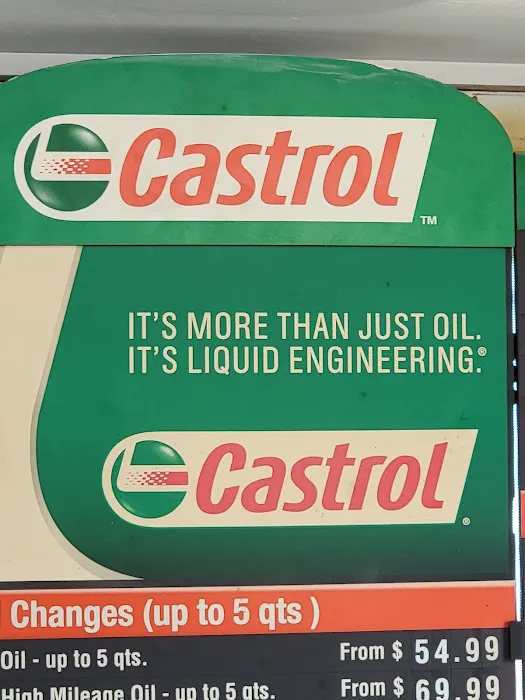 Castrol
TM
IT'S MORE THAN JUST OIL.
IT'S LIQUID ENGINEERING.®
Castrol
®
Changes (up to 5 qts )
Oil - up to 5 qts. From $ 54.99
High Mileage Oil - up to 5 qts. From $ 69.99